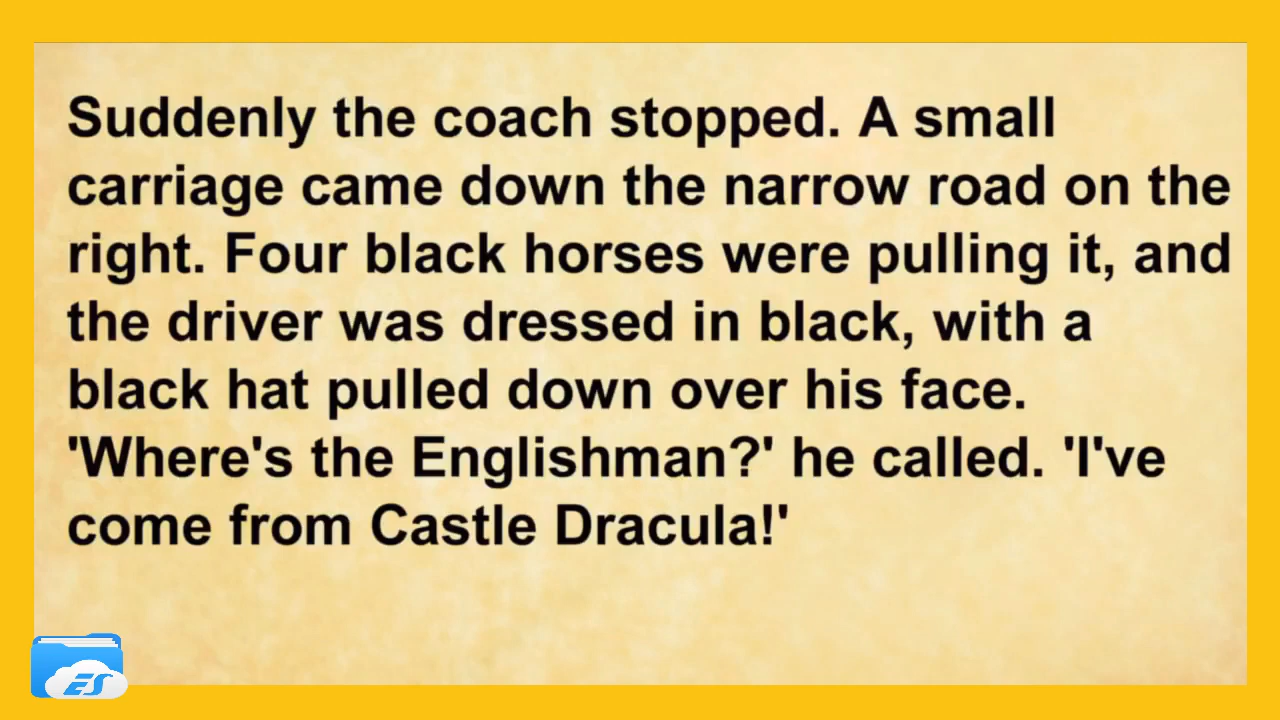 Suddenly the coach stopped. A small
carriage came down the narrow road on the
right. Four black horses were pulling it, and
the driver was dressed in black, with a
black hat pulled down over his face.
'Where's the Englishman?' he called. 'I've
come from Castle Dracula!'
ES